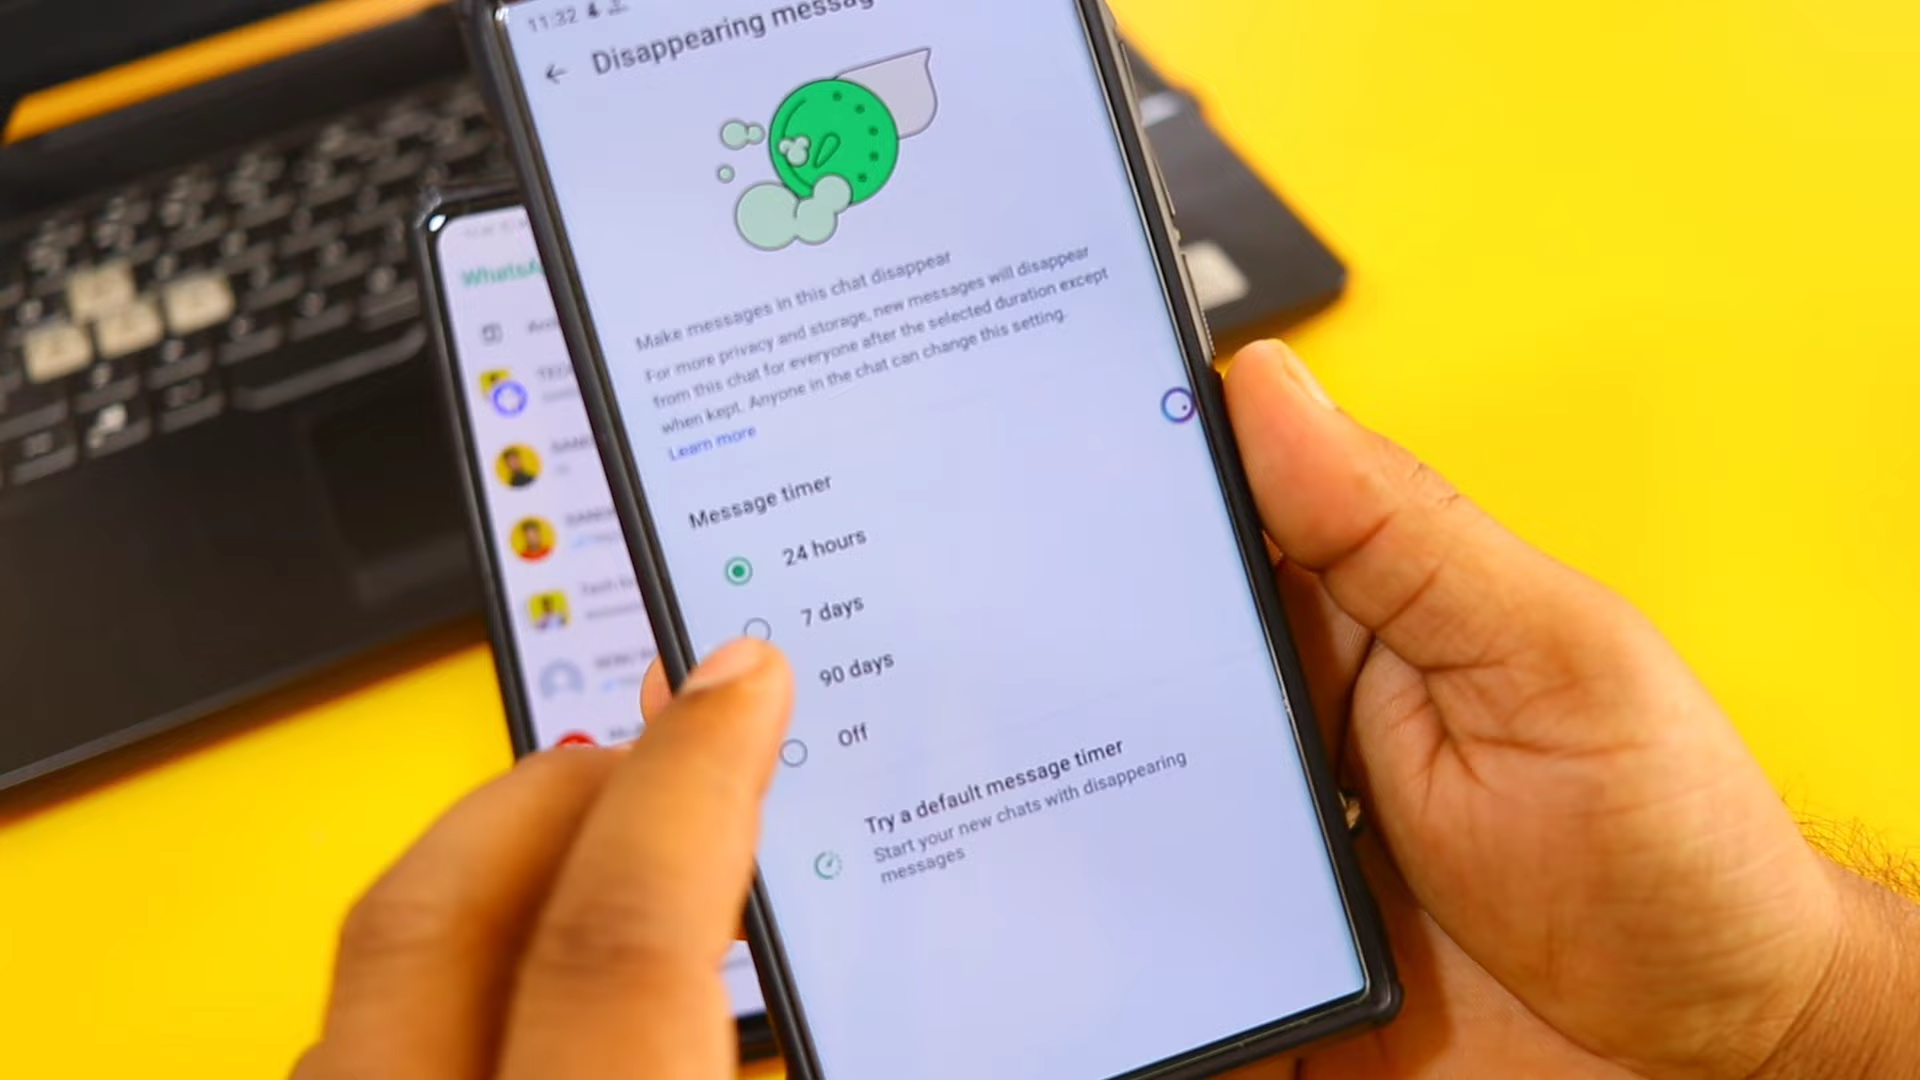 11:32
Disappearing messag
Make messages in this chat disappear
For more privacy and storage, new messages will disappear
from this chat for everyone after the selected duration except
when kept. Anyone in the chat can change this setting.
Learn more
Message timer
24 hours
7 days
90 days
Off
Try a default message timer
Start your new chats with disappearing
messages
WhatsA